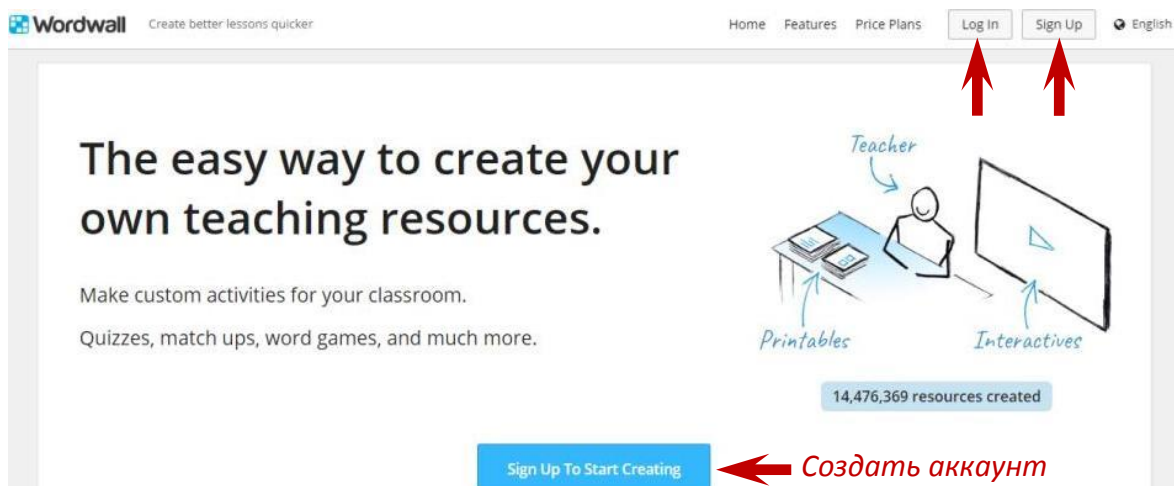 Wordwall Create better lessons quicker Home Features Price Plans Log In Sign Up English
The easy way to create your
own teaching resources.
Make custom activities for your classroom.
Quizzes, match ups, word games, and much more.
Teacher
Printables
Interactives
14,476,369 resources created
Sign Up To Start Creating
Создать аккаунт